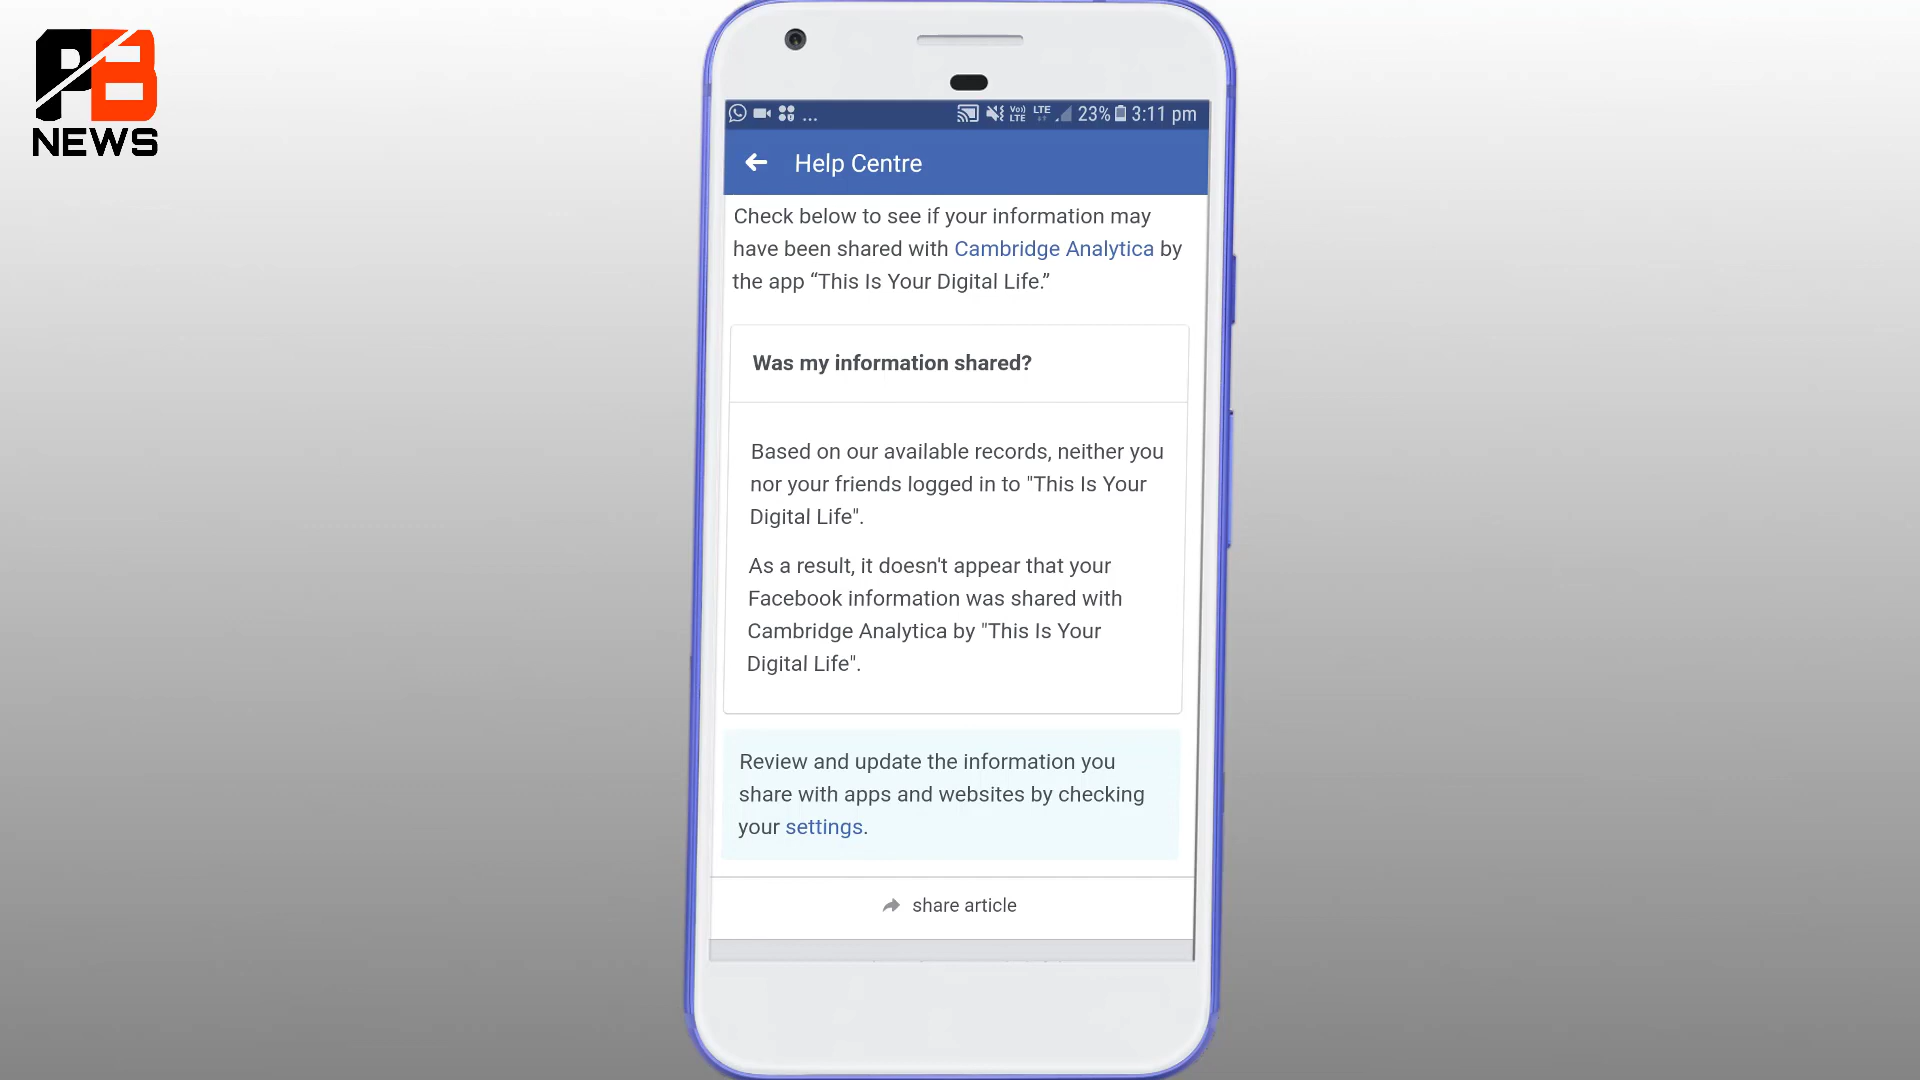 PB
NEWS
... Vo)) LTE LTE 23% 3:11 pm
Help Centre
Check below to see if your information may
have been shared with Cambridge Analytica by
the app “This Is Your Digital Life.”
Was my information shared?
Based on our available records, neither you
nor your friends logged in to "This Is Your
Digital Life".
As a result, it doesn't appear that your
Facebook information was shared with
Cambridge Analytica by "This Is Your
Digital Life".
Review and update the information you
share with apps and websites by checking
your settings.
share article